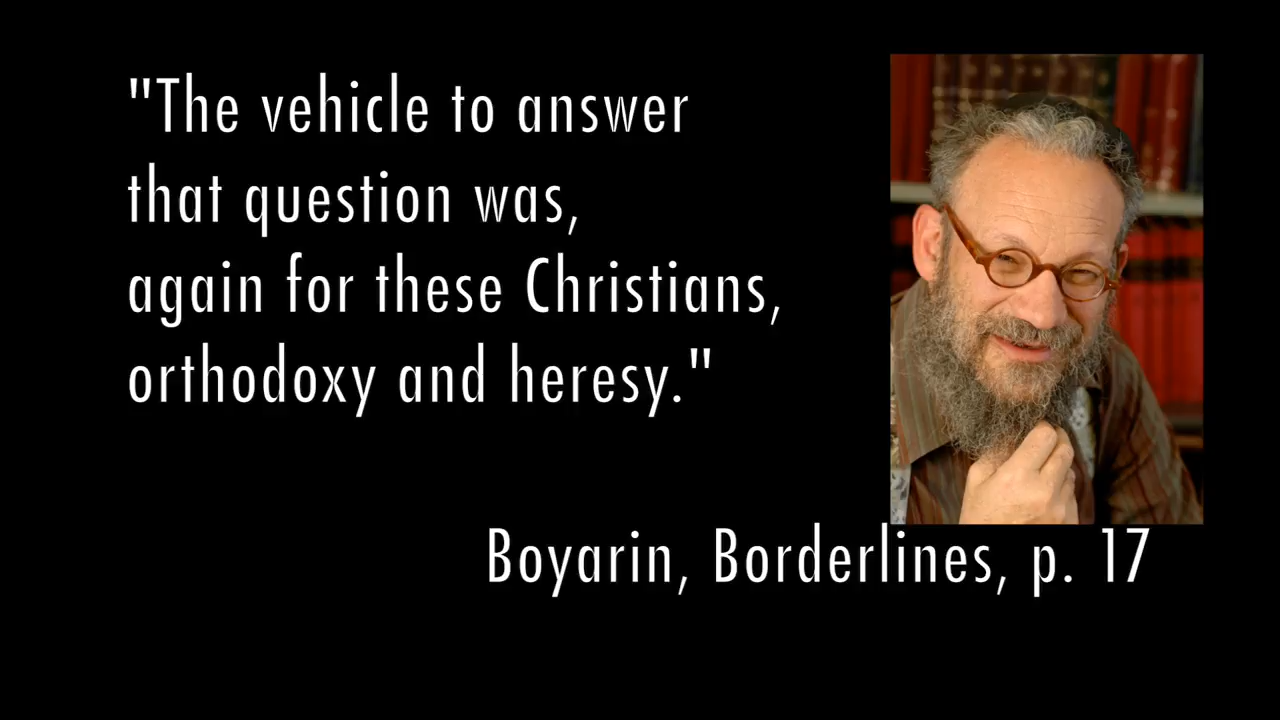 "The vehicle to answer
that question was,
again for these Christians,
orthodoxy and heresy."
Boyarin, Borderlines, p. 17